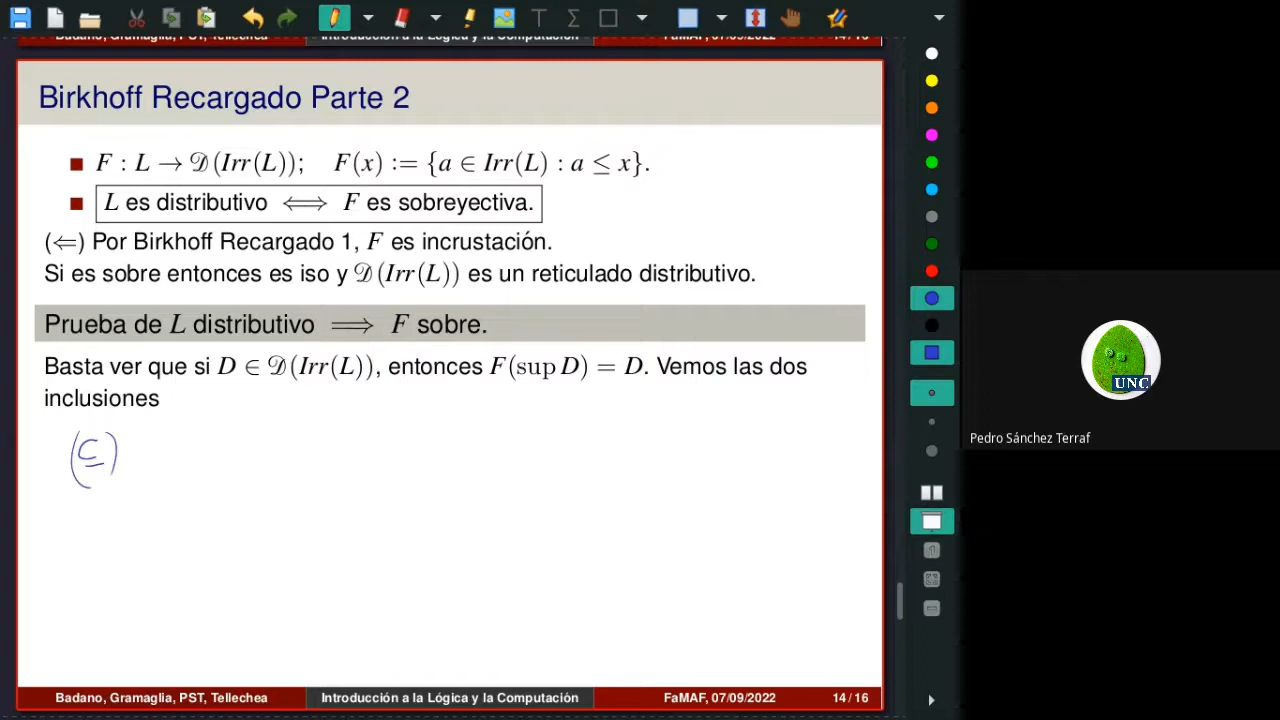 Badano, Gramaglia, PST, Tellechea Introducción a la Lógica y la Computación FaMAF, 07/09/2022 14 / 16
Birkhoff Recargado Parte 2
F : L → 𝒟(Irr(L)); F(x) := {a ∈ Irr(L) : a ≤ x}.
L es distributivo ⟺ F es sobreyectiva.
(⇐) Por Birkhoff Recargado 1, F es incrustación.
Si es sobre entonces es iso y 𝒟(Irr(L)) es un reticulado distributivo.
Prueba de L distributivo ⟹ F sobre.
Basta ver que si D ∈ 𝒟(Irr(L)), entonces F(sup D) = D. Vemos las dos
inclusiones
(⊆)
Badano, Gramaglia, PST, Tellechea Introducción a la Lógica y la Computación FaMAF, 07/09/2022 14 / 16
UNC
Pedro Sánchez Terraf